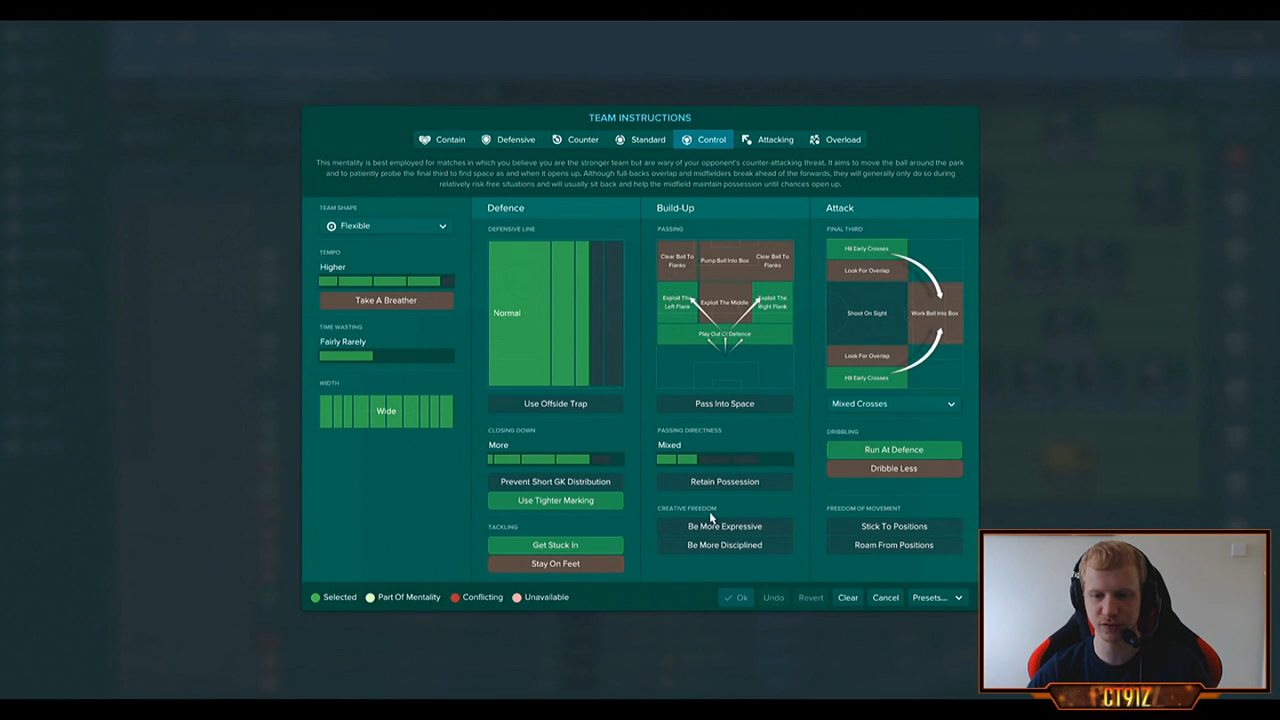 TEAM INSTRUCTIONS
Contain
Defensive
Counter
Standard
Control
Attacking
Overload
This mentality is best employed for matches in which you believe you are the stronger team but are wary of your opponent's counter-attacking threat. It aims to move the ball around the park
and to patiently probe the final third to find space as and when it opens up. Although full-backs overlap and midfielders break ahead of the forwards, they will generally only do so during
relatively risk-free situations and will usually sit back and help the midfield maintain possession until chances open up.
TEAM SHAPE
Flexible
TEMPO
Higher
Take A Breather
TIME WASTING
Fairly Rarely
WIDTH
Wide
Defence
DEFENSIVE LINE
Normal
Use Offside Trap
CLOSING DOWN
More
Prevent Short GK Distribution
Use Tighter Marking
TACKLING
Get Stuck In
Stay On Feet
Build-Up
PASSING
Clear Ball To
Flanks
Pump Ball Into Box
Clear Ball To
Flanks
Exploit The
Left Flank
Exploit The Middle
Exploit The
Right Flank
Play Out Of Defence
Pass Into Space
PASSING DIRECTNESS
Mixed
Retain Possession
CREATIVE FREEDOM
Be More Expressive
Be More Disciplined
Attack
FINAL THIRD
Hit Early Crosses
Look For Overlap
Shoot On Sight
Work Ball Into Box
Look For Overlap
Hit Early Crosses
Mixed Crosses
DRIBBLING
Run At Defence
Dribble Less
FREEDOM OF MOVEMENT
Stick To Positions
Roam From Positions
Selected
Part Of Mentality
Conflicting
Unavailable
Ok
Undo
Revert
Clear
Cancel
Presets...
CT91Z